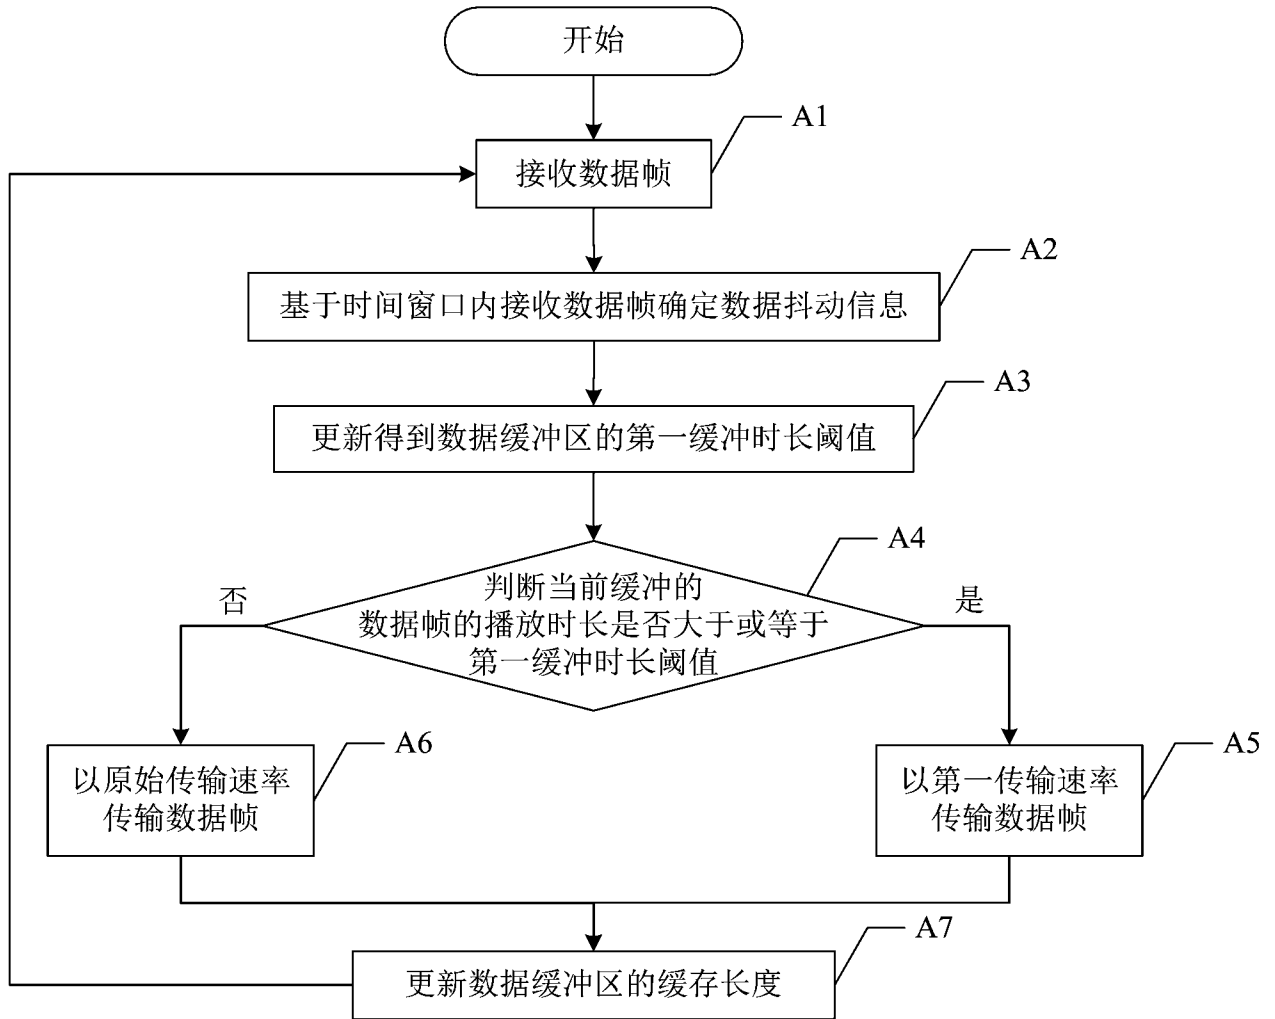 开始
A1
接收数据帧
A2
基于时间窗口内接收数据帧确定数据抖动信息
A3
更新得到数据缓冲区的第一缓冲时长阈值
A4
判断当前缓冲的
数据帧的播放时长是否大于或等于
第一缓冲时长阈值
否
是
A6
以原始传输速率
传输数据帧
A5
以第一传输速率
传输数据帧
A7
更新数据缓冲区的缓存长度